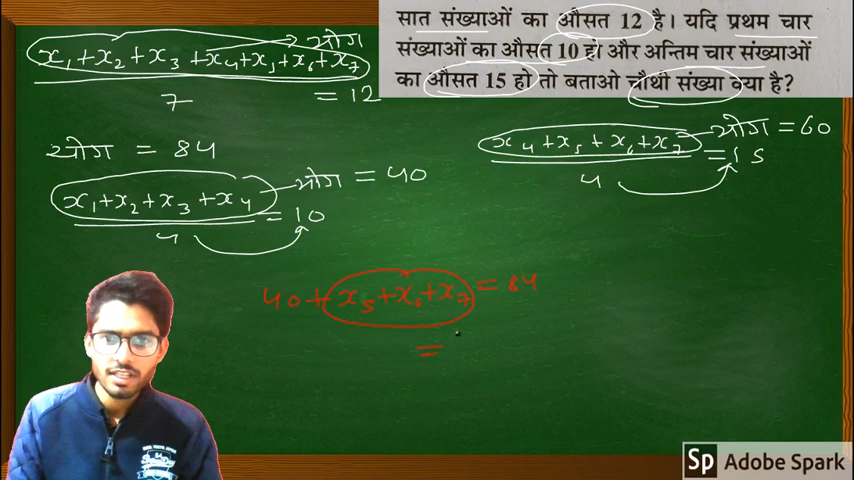 सात संख्याओं का औसत 12 है। यदि प्रथम चार
संख्याओं का औसत 10 हो और अन्तिम चार संख्याओं
का औसत 15 हो तो बताओ चौथी संख्या क्या है?
x₁+x₂+x₃+x₄+x₅+x₆+x₇ → योग
7 = 12
योग = 84
x₁+x₂+x₃+x₄ योग = 40
4 = 10
x₄+x₅+x₆+x₇ योग = 60
4 = 15
40+x₅+x₆+x₇ = 84
=
Sp Adobe Spark